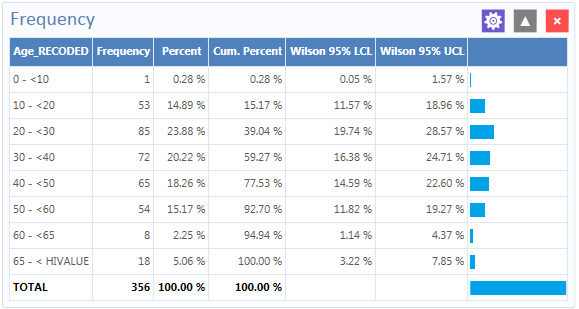 Frequency
Age_RECODED Frequency Percent Cum. Percent Wilson 95% LCL Wilson 95% UCL
0 - <10 1 0.28 % 0.28 % 0.05 % 1.57 %
10 - <20 53 14.89 % 15.17 % 11.57 % 18.96 %
20 - <30 85 23.88 % 39.04 % 19.74 % 28.57 %
30 - <40 72 20.22 % 59.27 % 16.38 % 24.71 %
40 - <50 65 18.26 % 77.53 % 14.59 % 22.60 %
50 - <60 54 15.17 % 92.70 % 11.82 % 19.27 %
60 - <65 8 2.25 % 94.94 % 1.14 % 4.37 %
65 - < HIVALUE 18 5.06 % 100.00 % 3.22 % 7.85 %
TOTAL 356 100.00 % 100.00 %